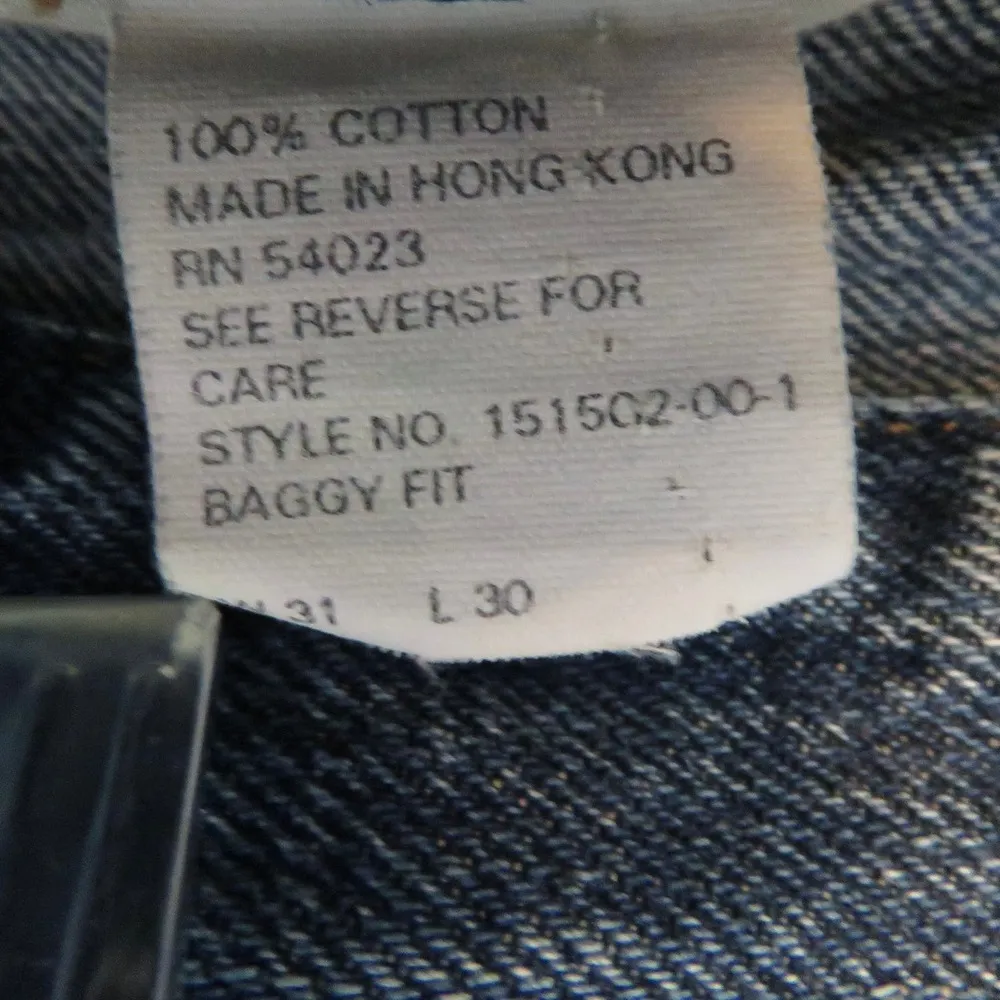 100% COTTON
MADE IN HONG KONG
RN 54023
SEE REVERSE FOR
CARE
STYLE NO. 151502-00-1
BAGGY FIT
W 31 L 30